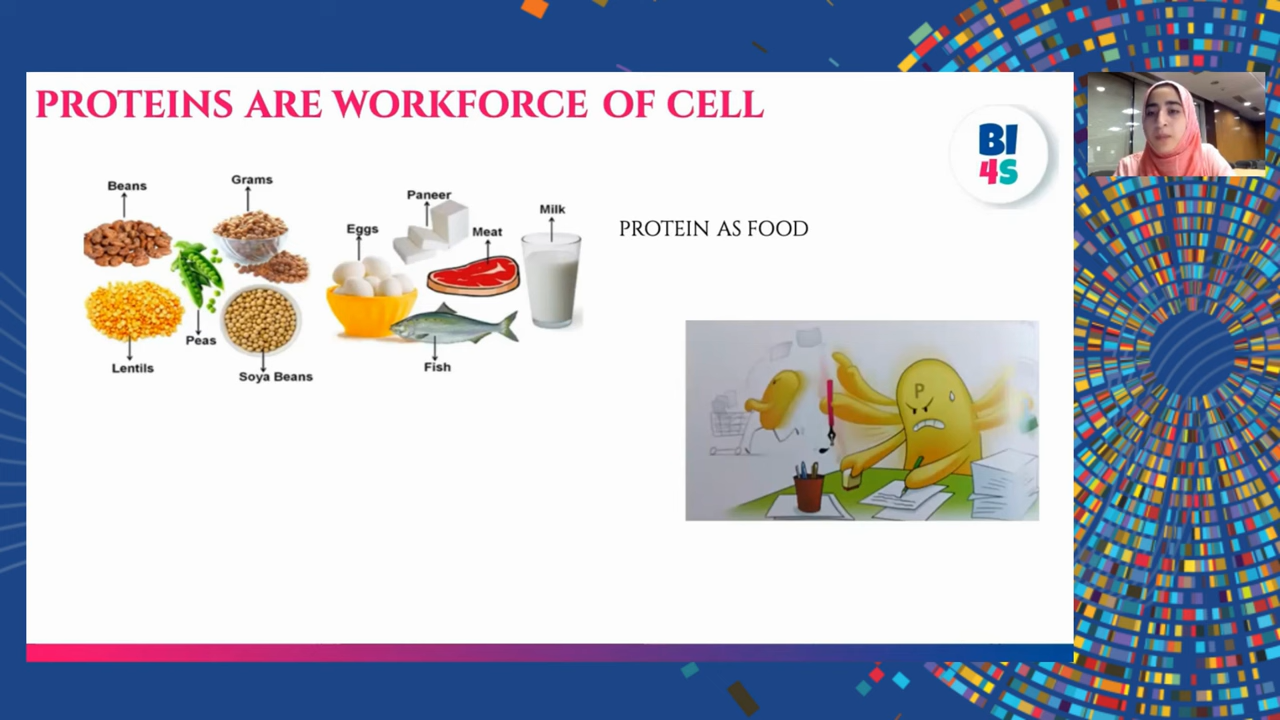 PROTEINS ARE WORKFORCE OF CELL
BI
4S
Beans
Grams
Paneer
Milk
Eggs
Meat
PROTEIN AS FOOD
Peas
Lentils
Soya Beans
Fish
P